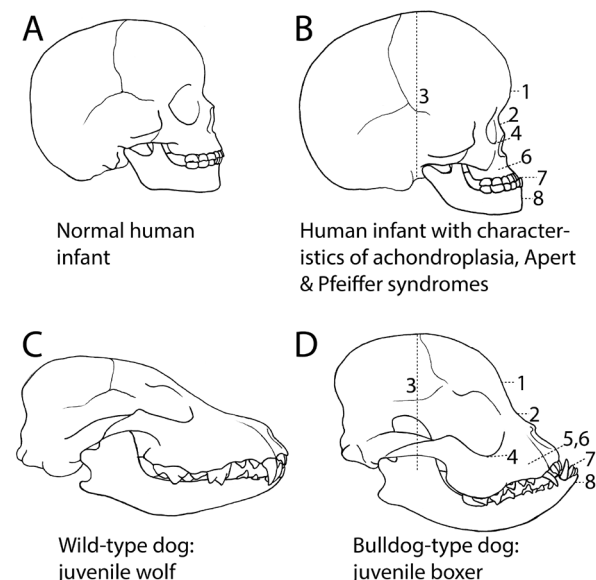 A
B
3
1
2
4
6
7
8
Normal human
infant
Human infant with character-
istics of achondroplasia, Apert
& Pfeiffer syndromes
C
D
3
1
2
4
5,6
7
8
Wild-type dog:
juvenile wolf
Bulldog-type dog:
juvenile boxer